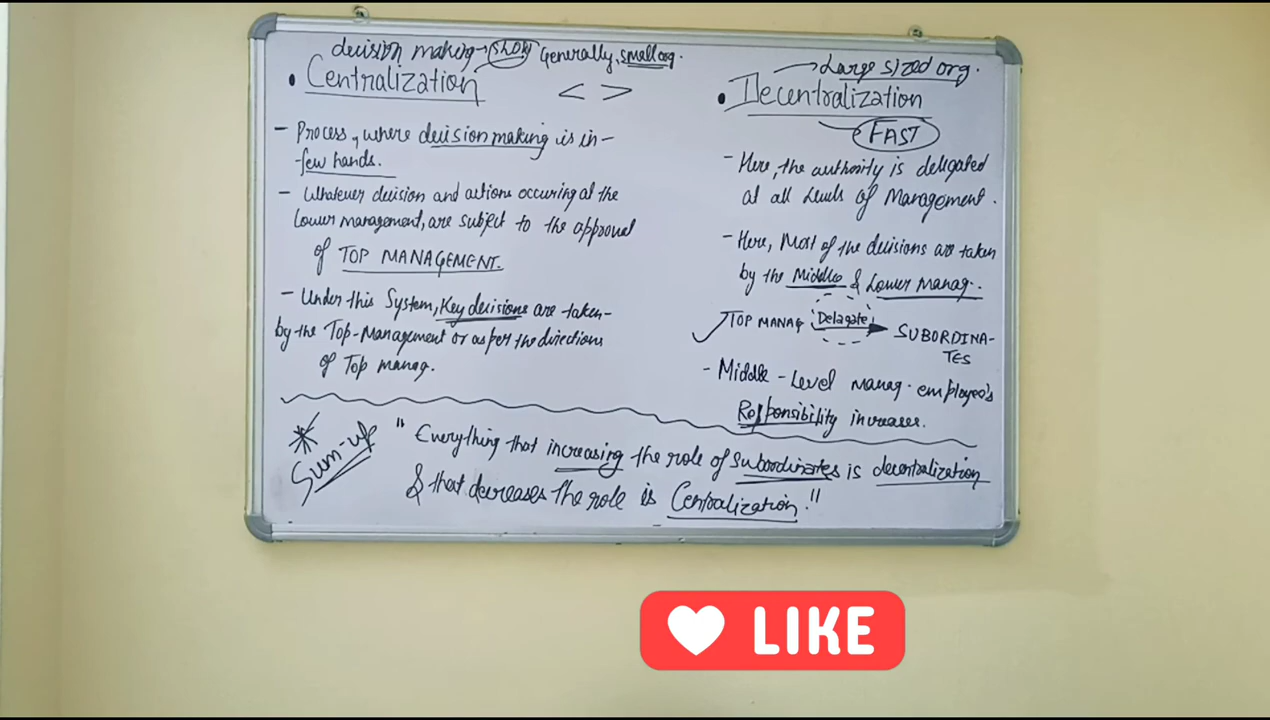 decision making → SLOW Generally, small org.
• Centralization
< >
- Process, where decision making is in-
few hands.
- Whatever decision and actions occuring at the
Lower management, are subject to the approval
of TOP MANAGEMENT.
- Under this System, Key decisions are taken-
by the Top-Management or as per the directions
of Top manag.
→ Large sized org.
• Decentralization
FAST
- Here, the authority is delegated
at all levels of Management.
- Here, Most of the decisions are taken
by the Middle & Lower manag.
✓ TOP MANAG Delagate → SUBORDINA-
TES
- Middle-Level manag. employee's
Responsibility increases.
* Sum-up
" Everything that increasing the role of Subordinates is decentralization
& that decreases the role is Centralization."
LIKE